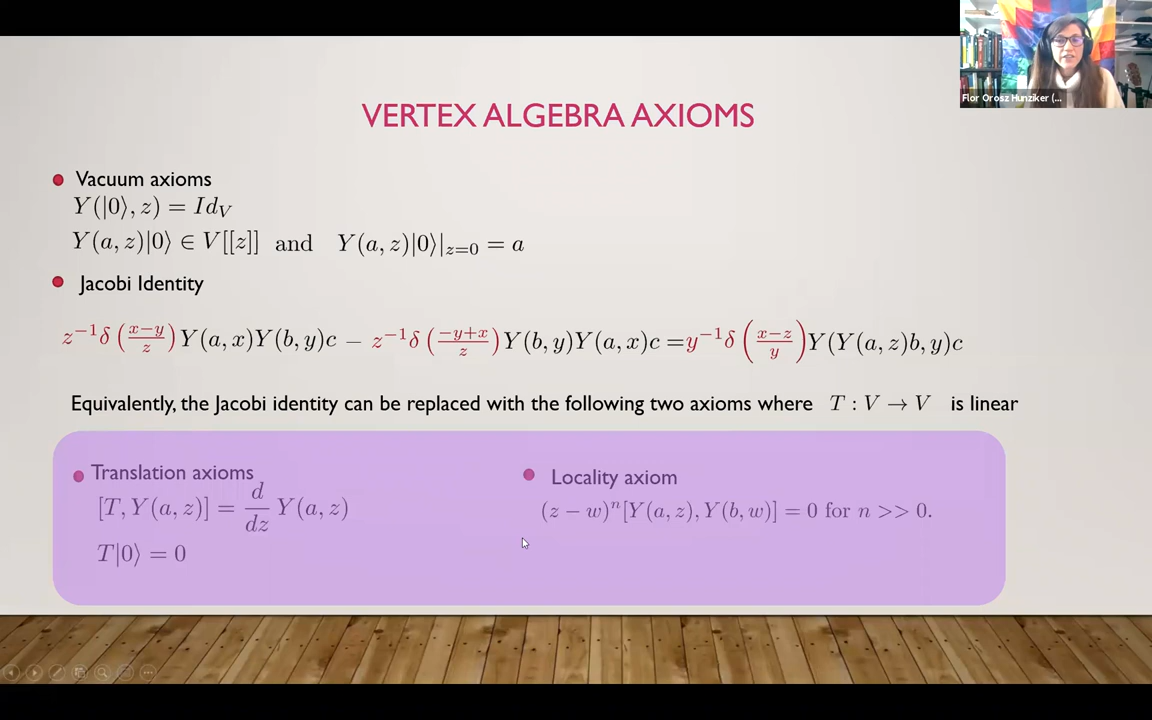 Flor Orosz Hunziker (...
VERTEX ALGEBRA AXIOMS
Vacuum axioms
Y(|0⟩, z) = Id_V
Y(a, z)|0⟩ ∈ V[[z]] and Y(a, z)|0⟩|_{z=0} = a
Jacobi Identity
z^{-1}δ((x−y)/z)Y(a, x)Y(b, y)c − z^{-1}δ((−y+x)/z)Y(b, y)Y(a, x)c = y^{-1}δ((x−z)/y)Y(Y(a, z)b, y)c
Equivalently, the Jacobi identity can be replaced with the following two axioms where T : V → V is linear
Translation axioms
[T, Y(a, z)] = d/dz Y(a, z)
T|0⟩ = 0
Locality axiom
(z − w)^n[Y(a, z), Y(b, w)] = 0 for n >> 0.